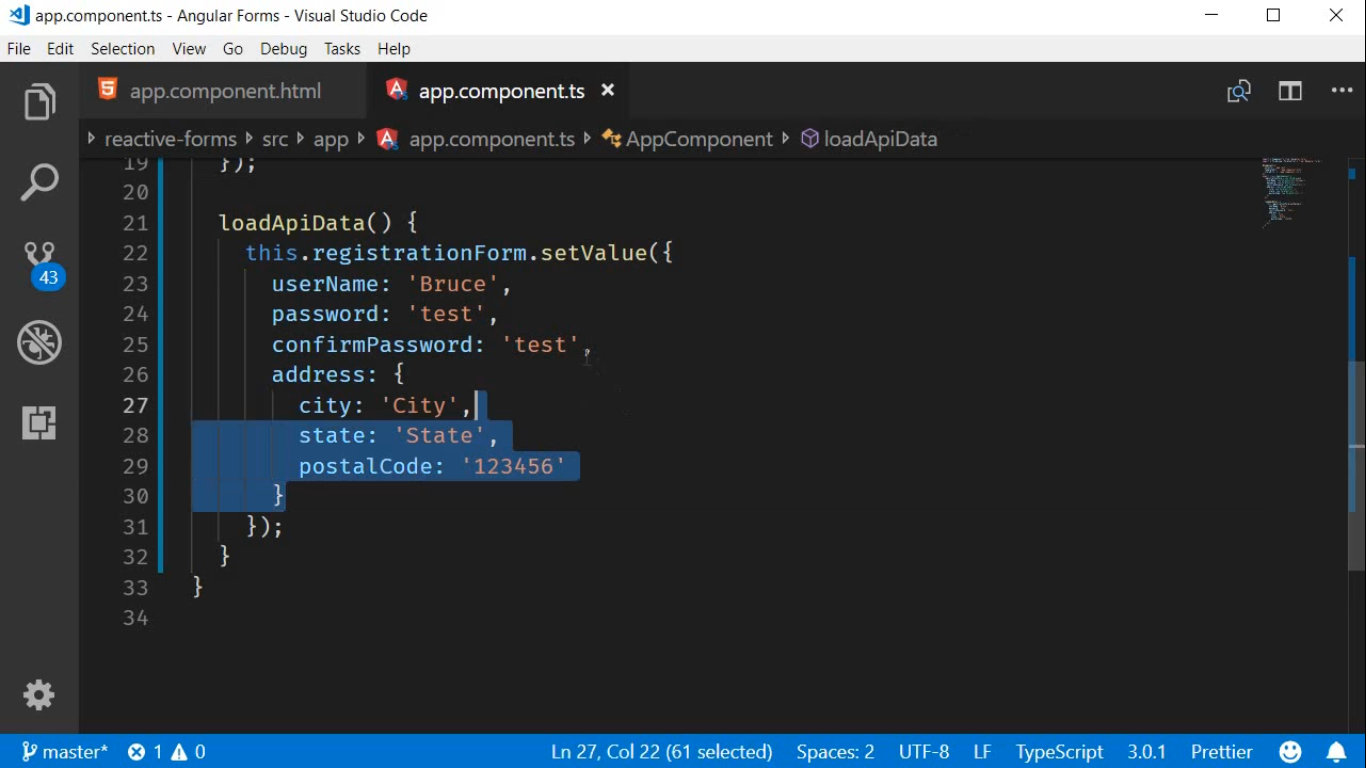 app.component.ts - Angular Forms - Visual Studio Code
File Edit Selection View Go Debug Tasks Help
app.component.html app.component.ts
reactive-forms src app app.component.ts AppComponent loadApiData
19 });
20
21 loadApiData() {
22 this.registrationForm.setValue({
23 userName: 'Bruce',
24 password: 'test',
25 confirmPassword: 'test',
26 address: {
27 city: 'City',
28 state: 'State',
29 postalCode: '123456'
30 }
31 });
32 }
33 }
34
43
master* 1 0 Ln 27, Col 22 (61 selected) Spaces: 2 UTF-8 LF TypeScript 3.0.1 Prettier